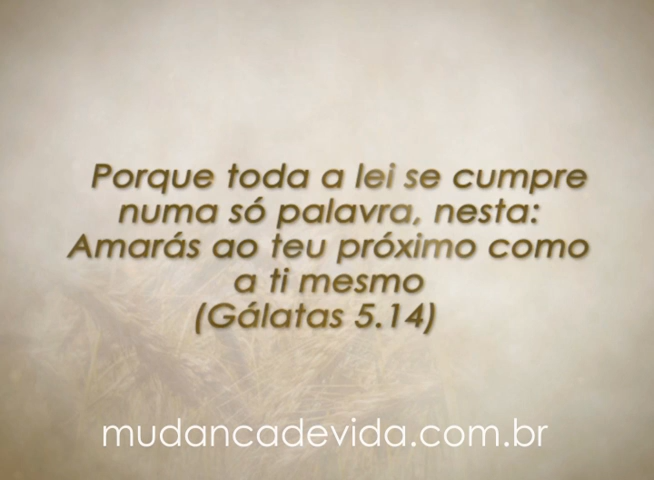 Porque toda a lei se cumpre
numa só palavra, nesta:
Amarás ao teu próximo como
a ti mesmo
(Gálatas 5.14)
mudancadevida.com.br